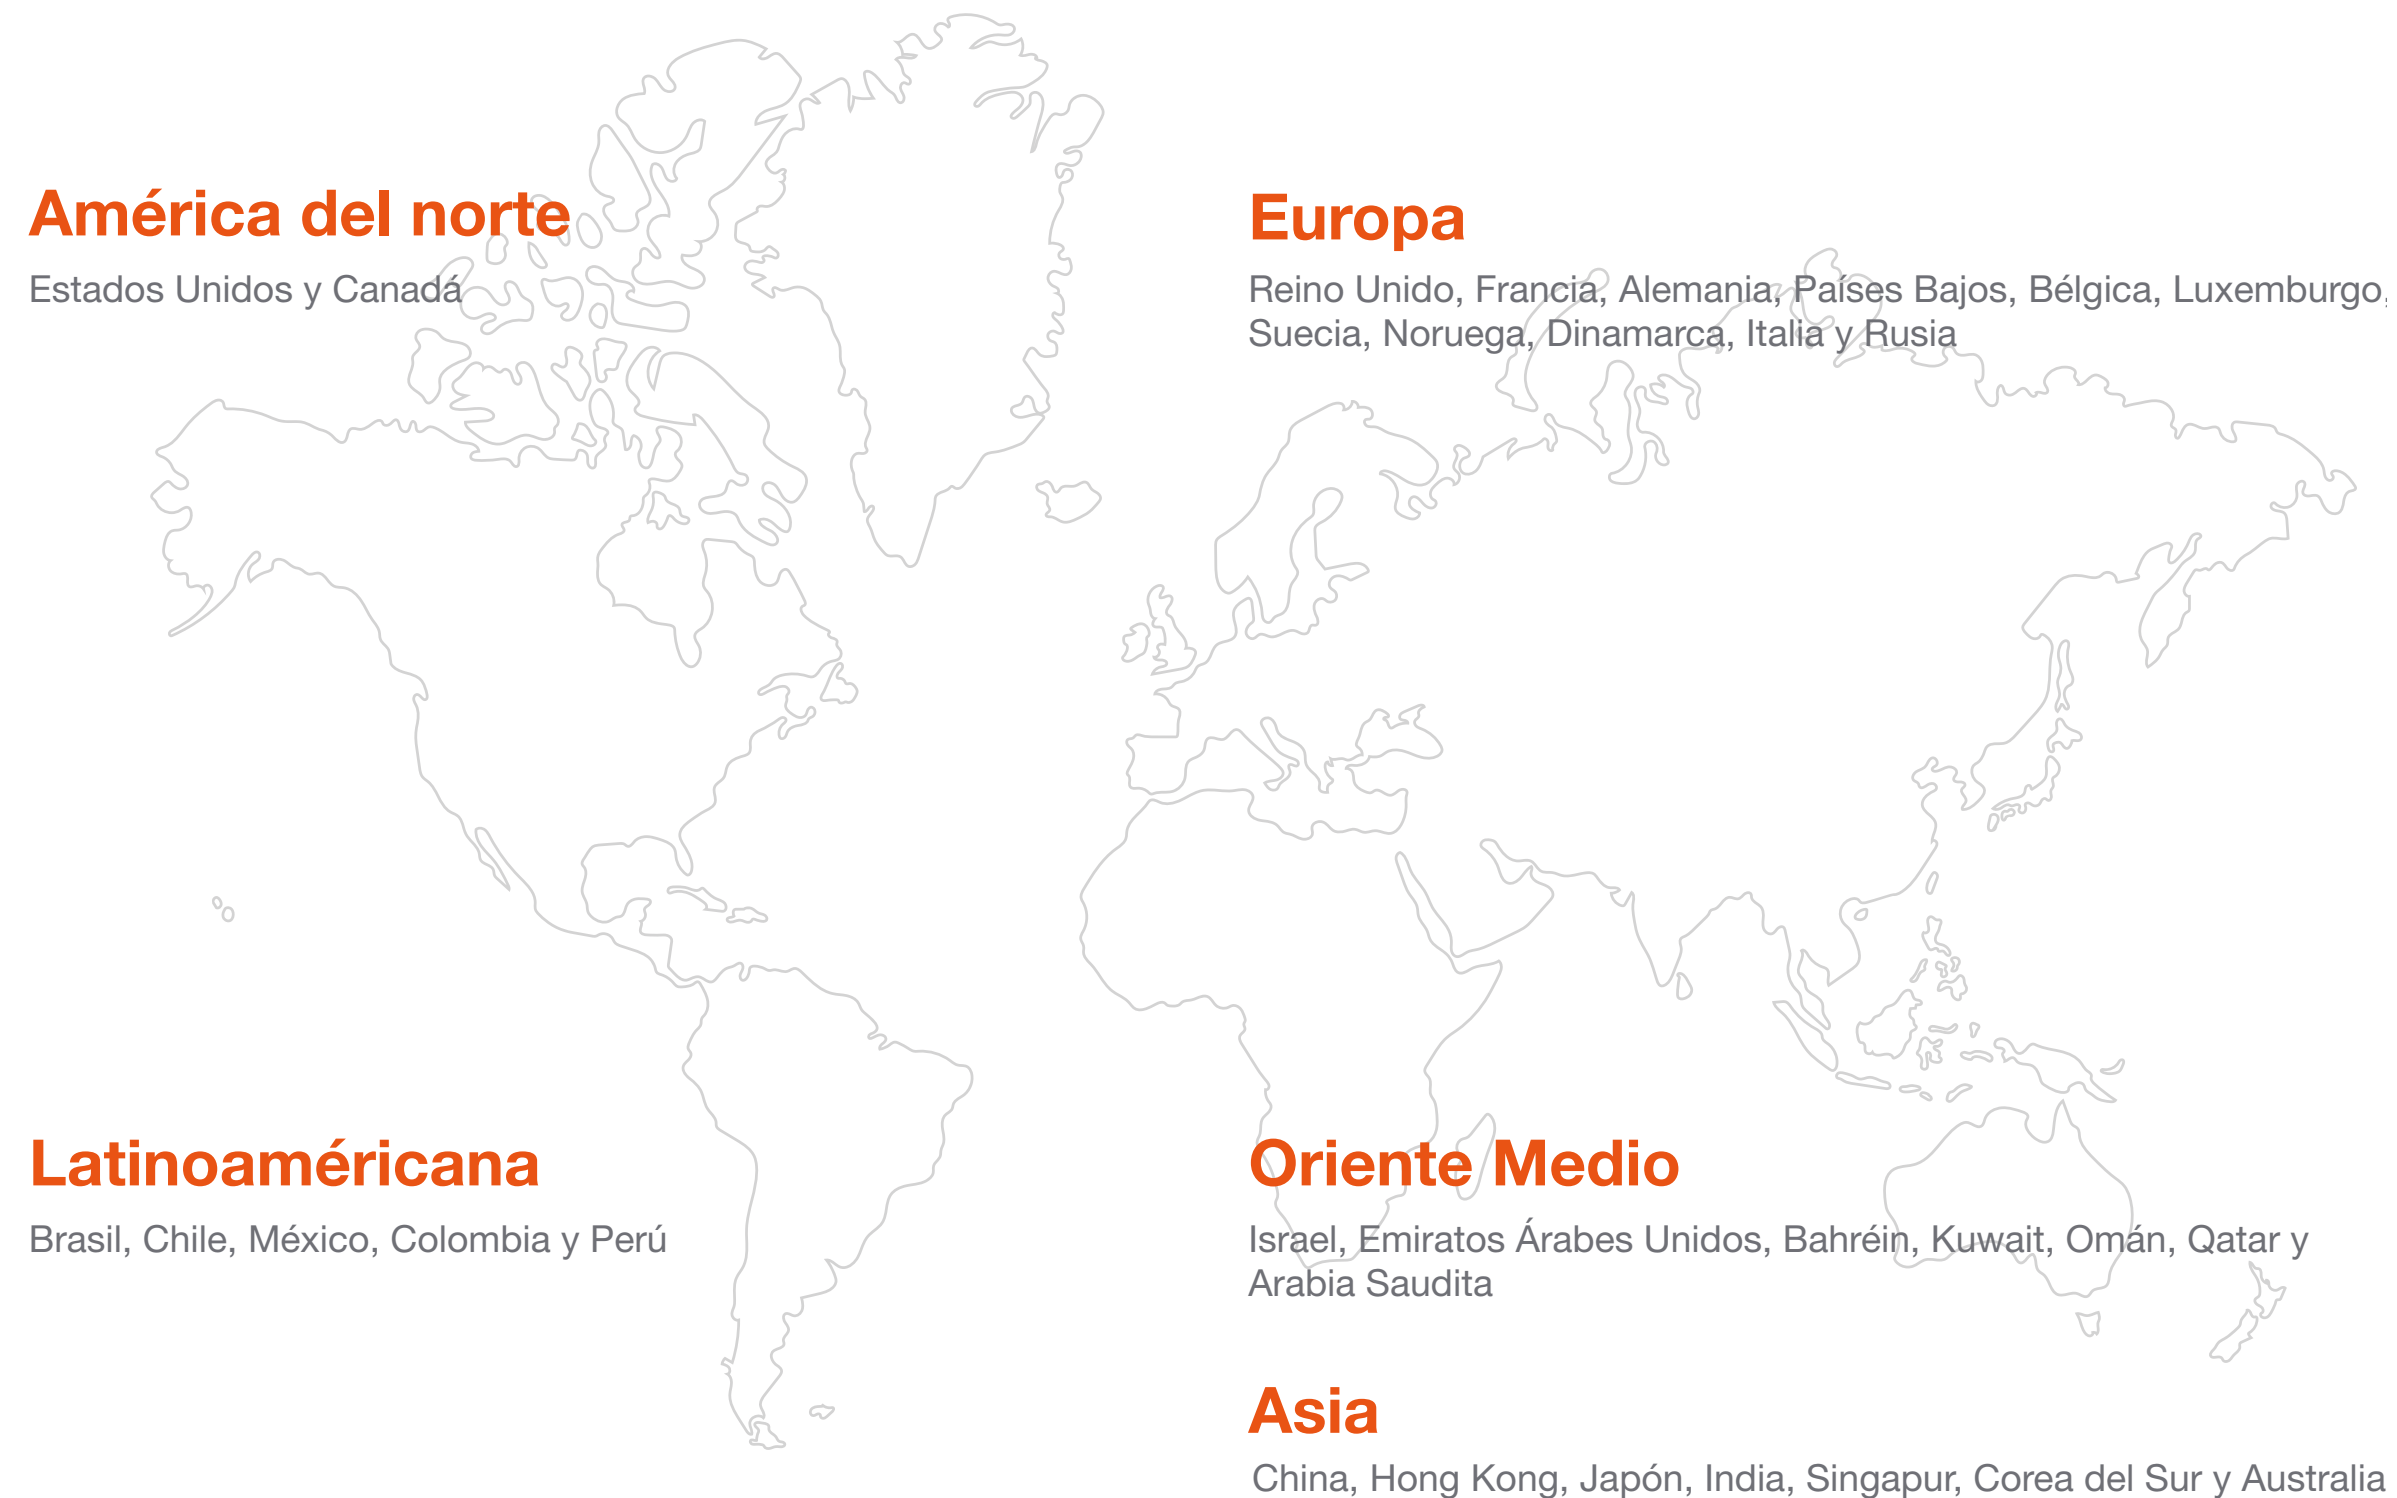 América del norte
Estados Unidos y Canadá
Europa
Reino Unido, Francia, Alemania, Países Bajos, Bélgica, Luxemburgo,
Suecia, Noruega, Dinamarca, Italia y Rusia
Latinoaméricana
Brasil, Chile, México, Colombia y Perú
Oriente Medio
Israel, Emiratos Árabes Unidos, Bahréin, Kuwait, Omán, Qatar y
Arabia Saudita
Asia
China, Hong Kong, Japón, India, Singapur, Corea del Sur y Australia